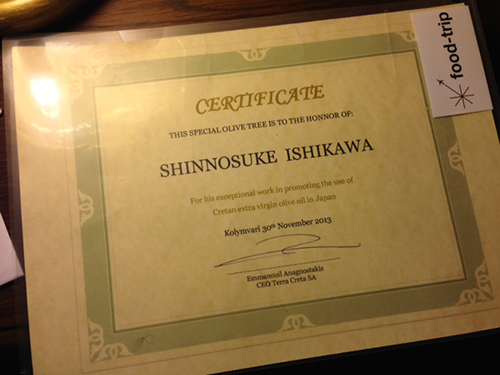 food-trip
CERTIFICATE
THIS SPECIAL OLIVE TREE IS TO THE HONNOR OF:
SHINNOSUKE ISHIKAWA
For his exceptional work in promoting the use of
Cretan extra virgin olive oil in Japan
Kolymvari 30th November 2013
Emmanouil Anagnostakis
CEO Terra Creta SA